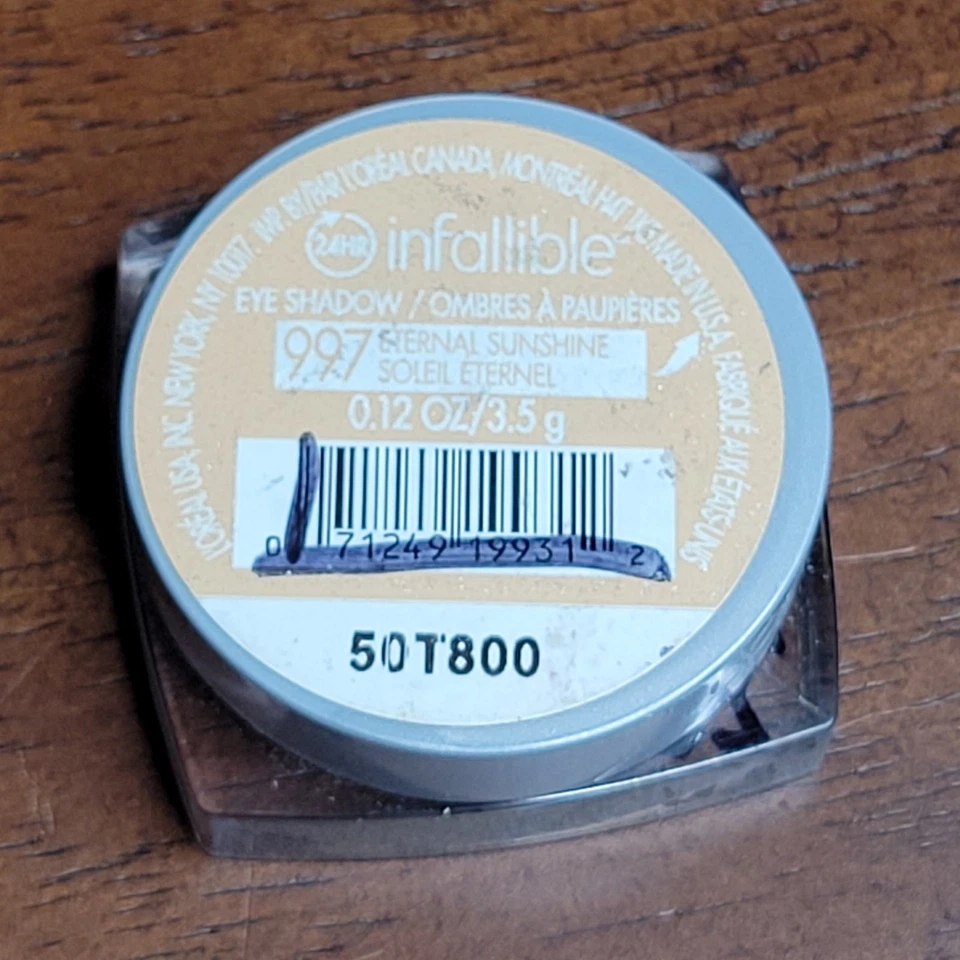 L'ORÉAL USA INC. NEW YORK, NY 10017. IMP. BY/PAR L'ORÉAL CANADA, MONTRÉAL H4T 1K5 MADE IN U.S.A. FABRIQUÉ AUX ÉTATS-UNIS
24HR infallible
EYE SHADOW / OMBRES À PAUPIÈRES
997 ETERNAL SUNSHINE
SOLEIL ÉTERNEL
0.12 OZ/3.5 g
0 71249 19931 2
50T800